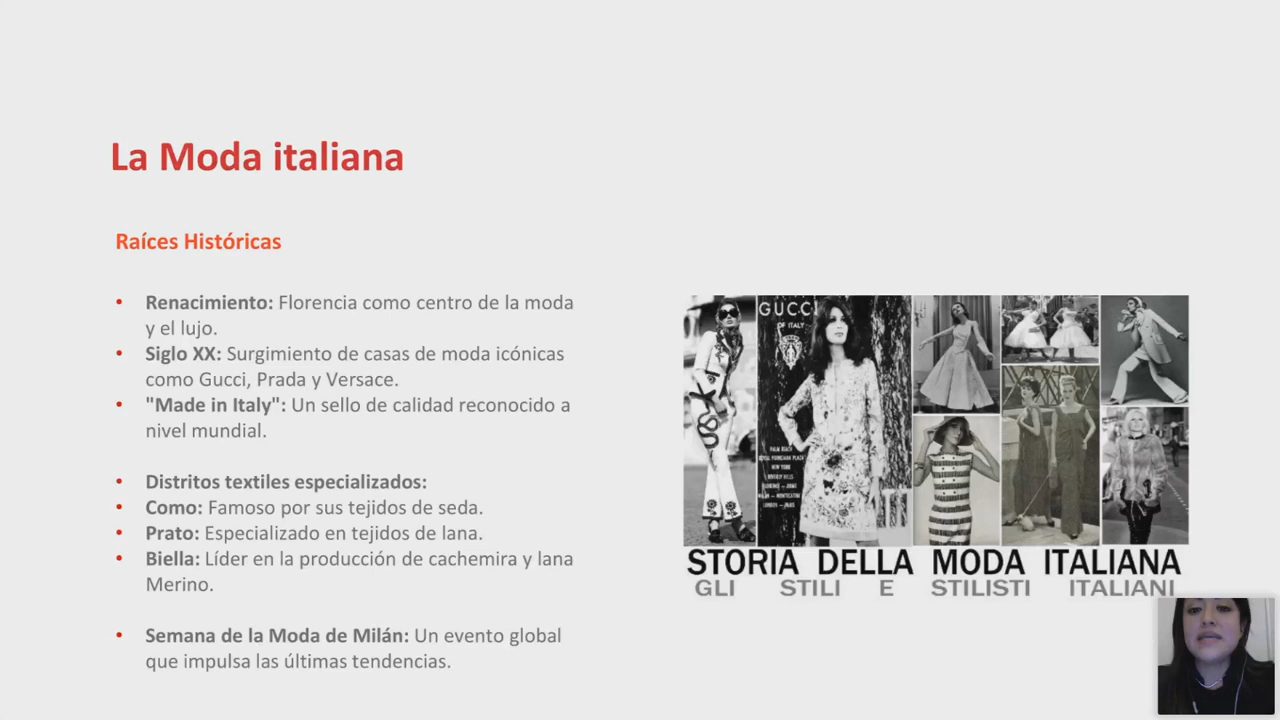 La Moda italiana
Raíces Históricas
• Renacimiento: Florencia como centro de la moda
y el lujo.
• Siglo XX: Surgimiento de casas de moda icónicas
como Gucci, Prada y Versace.
• "Made in Italy": Un sello de calidad reconocido a
nivel mundial.
• Distritos textiles especializados:
• Como: Famoso por sus tejidos de seda.
• Prato: Especializado en tejidos de lana.
• Biella: Líder en la producción de cachemira y lana
Merino.
• Semana de la Moda de Milán: Un evento global
que impulsa las últimas tendencias.
GUCCI
OF ITALY
PALM BEACH
NEW YORK
STORIA DELLA MODA ITALIANA
GLI STILI E STILISTI ITALIANI